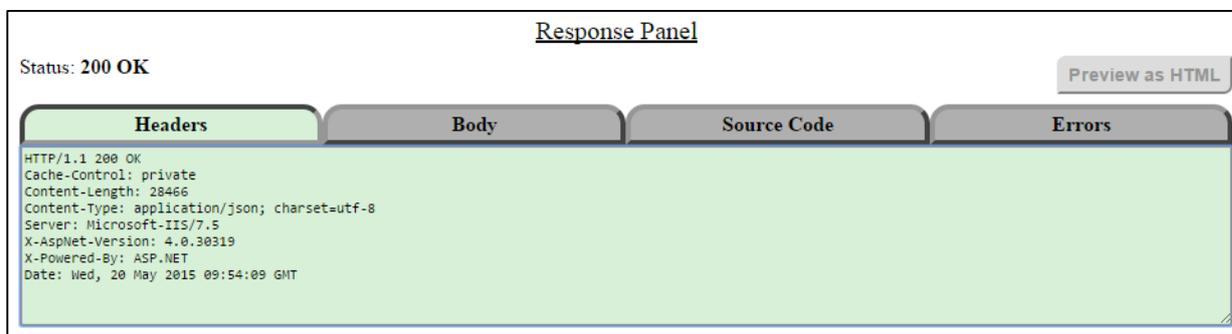 Response Panel
Status: 200 OK
Preview as HTML
Headers
Body
Source Code
Errors
HTTP/1.1 200 OK
Cache-Control: private
Content-Length: 28466
Content-Type: application/json; charset=utf-8
Server: Microsoft-IIS/7.5
X-AspNet-Version: 4.0.30319
X-Powered-By: ASP.NET
Date: Wed, 20 May 2015 09:54:09 GMT